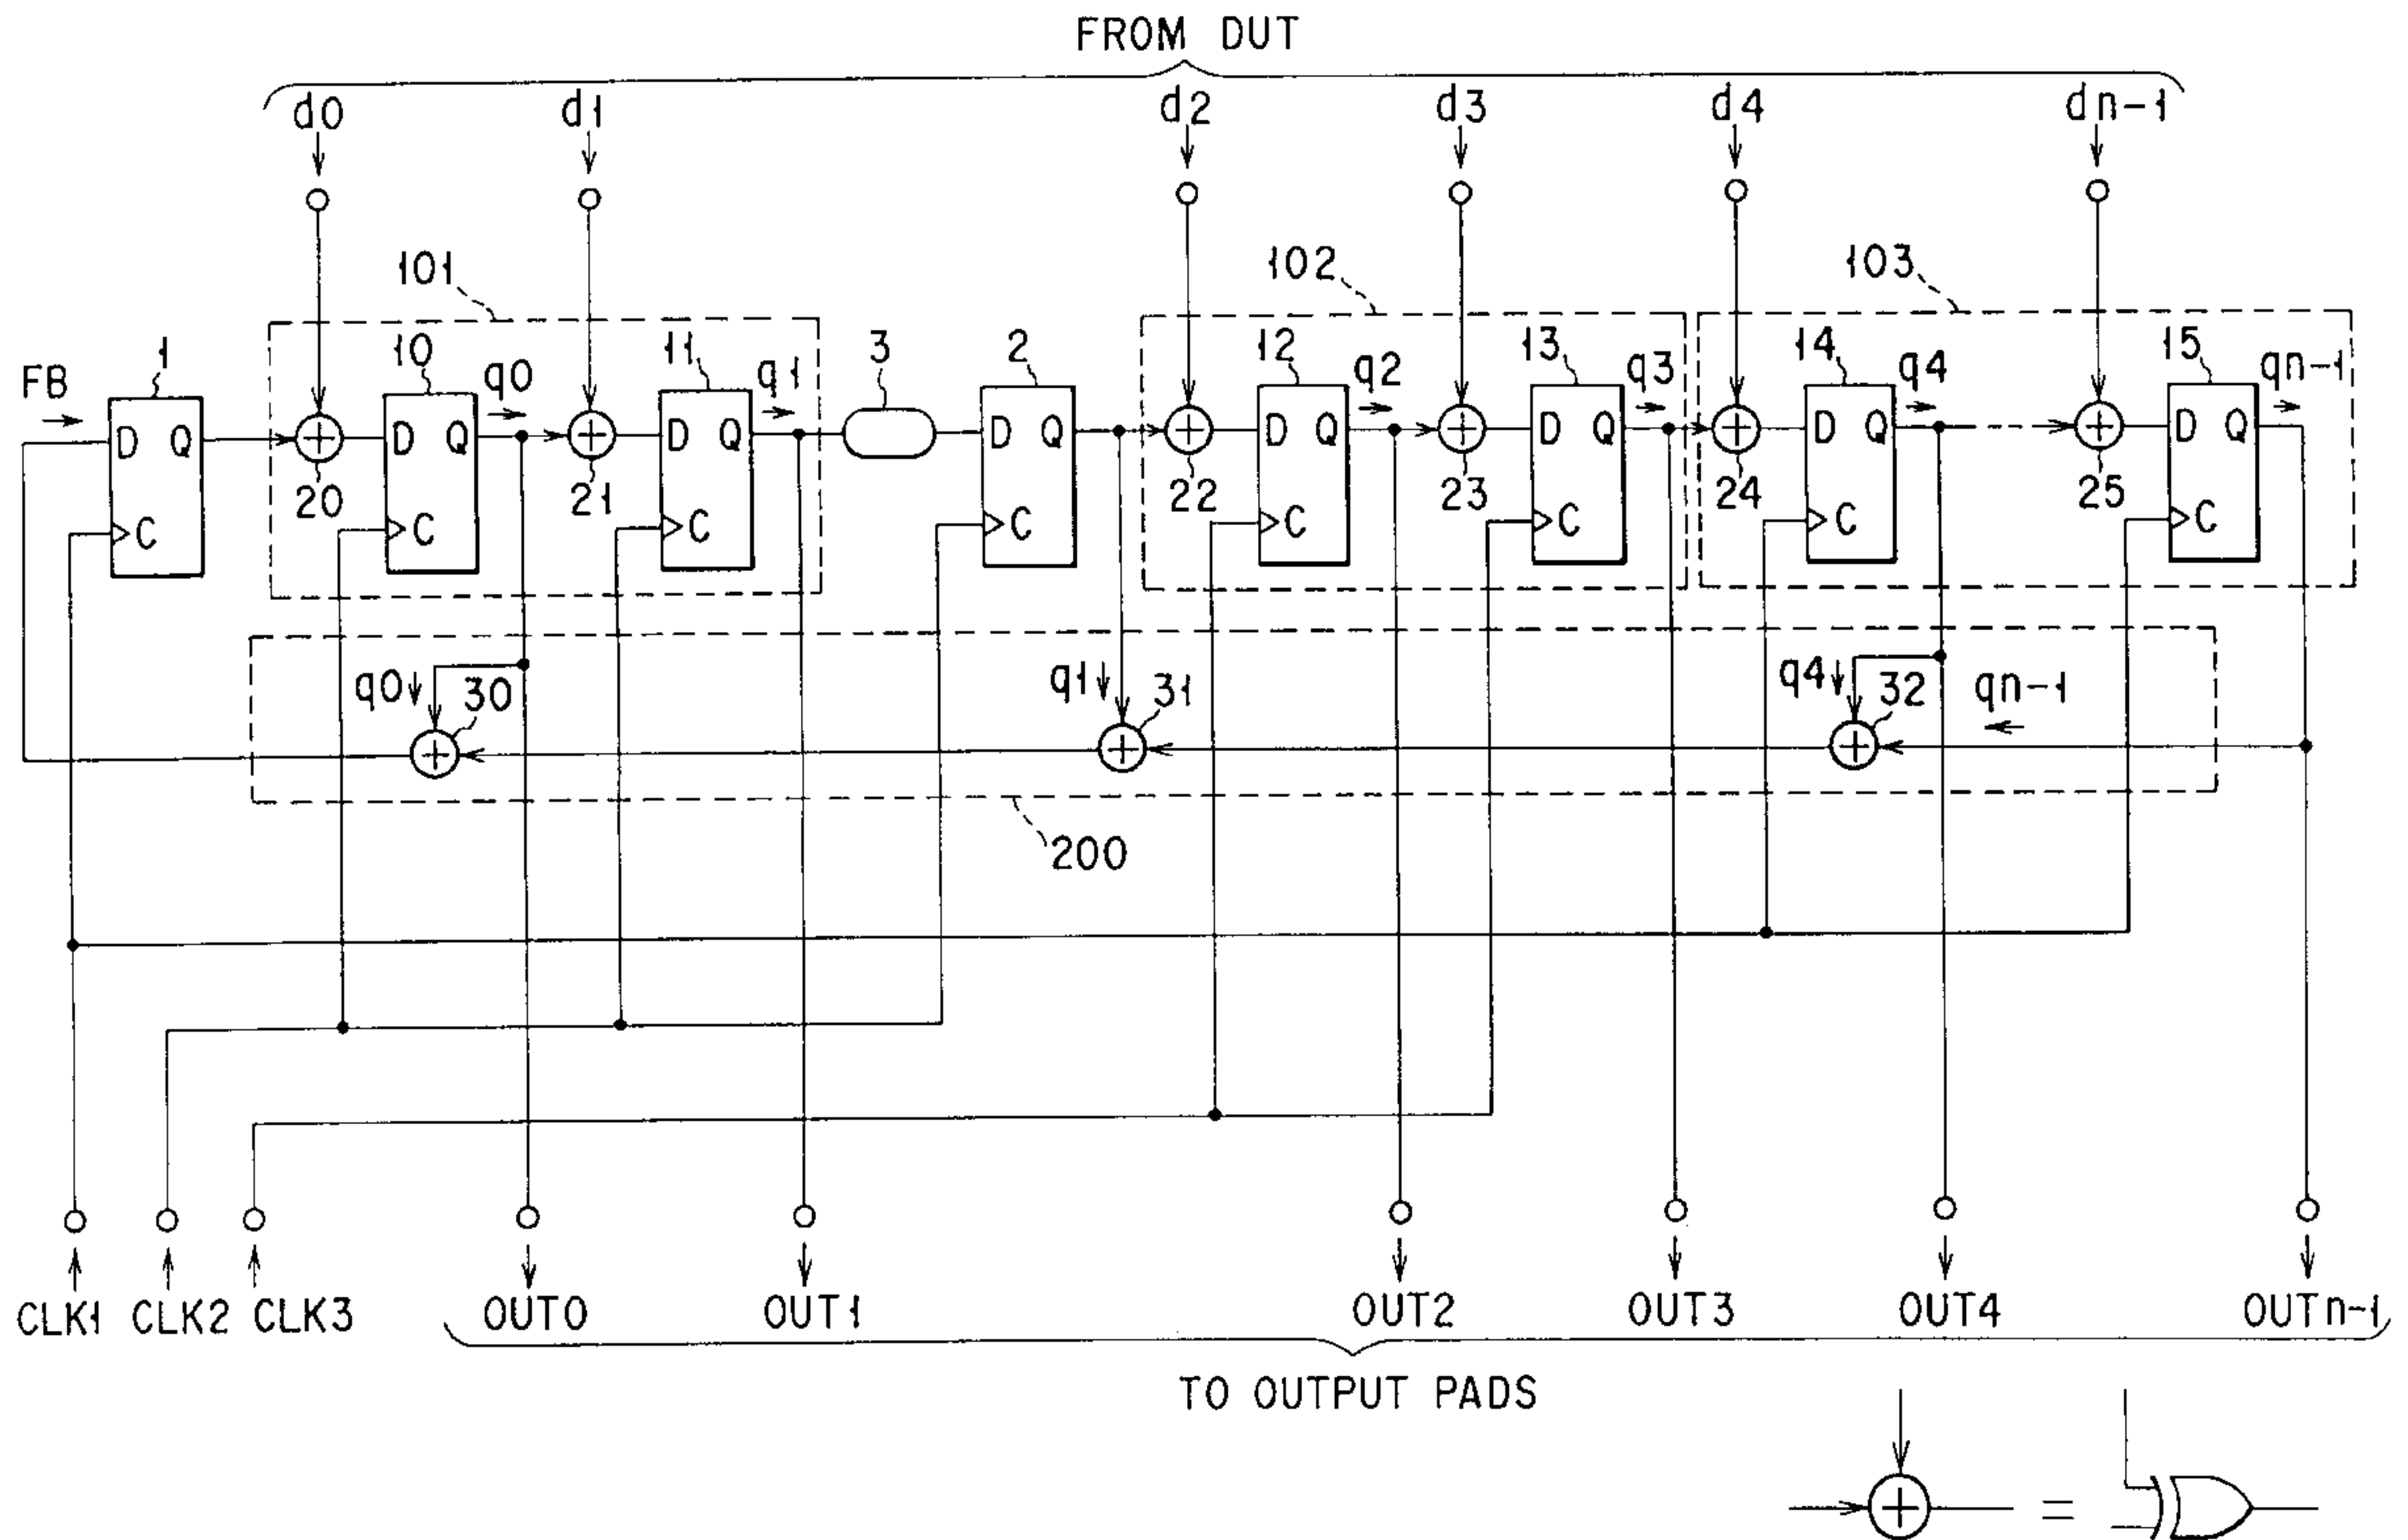 FROM DUT
d0 d1 d2 d3 d4 dn-1
101 102 103
1 10 q0 11 q1 3 2 12 q2 13 q3 14 q4 15 qn-1
FB
D Q D Q D Q D Q D Q D Q D Q D Q
20 21 22 23 24 25
C C C C C C C C
q0 30 q1 31 q4 32 qn-1
200
CLK1 CLK2 CLK3 OUT0 OUT1 OUT2 OUT3 OUT4 OUTn-1
TO OUTPUT PADS
=